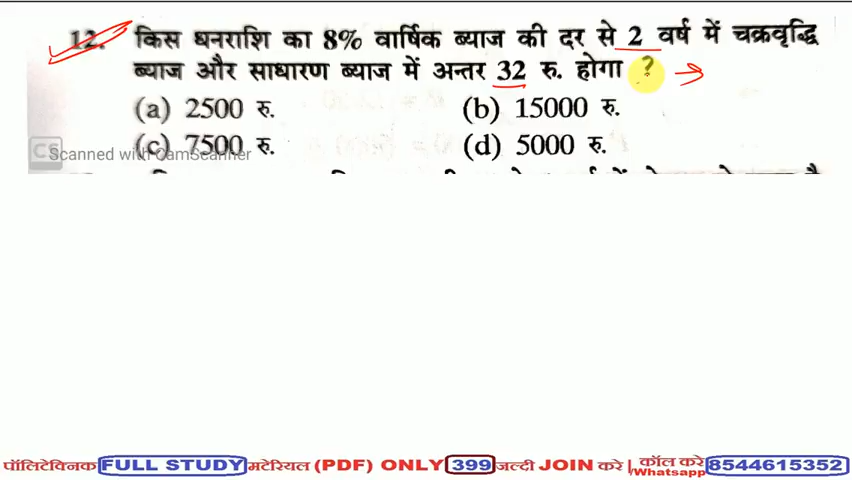 12. किस धनराशि का 8% वार्षिक ब्याज की दर से 2 वर्ष में चक्रवृद्धि
ब्याज और साधारण ब्याज में अन्तर 32 रु. होगा ?
(a) 2500 रु. (b) 15000 रु.
(c) 7500 रु. (d) 5000 रु.
CS Scanned with CamScanner
पॉलिटेक्निक FULL STUDY मटेरियल (PDF) ONLY 399 जल्दी JOIN करे | कॉल करे / Whatsapp 8544615352